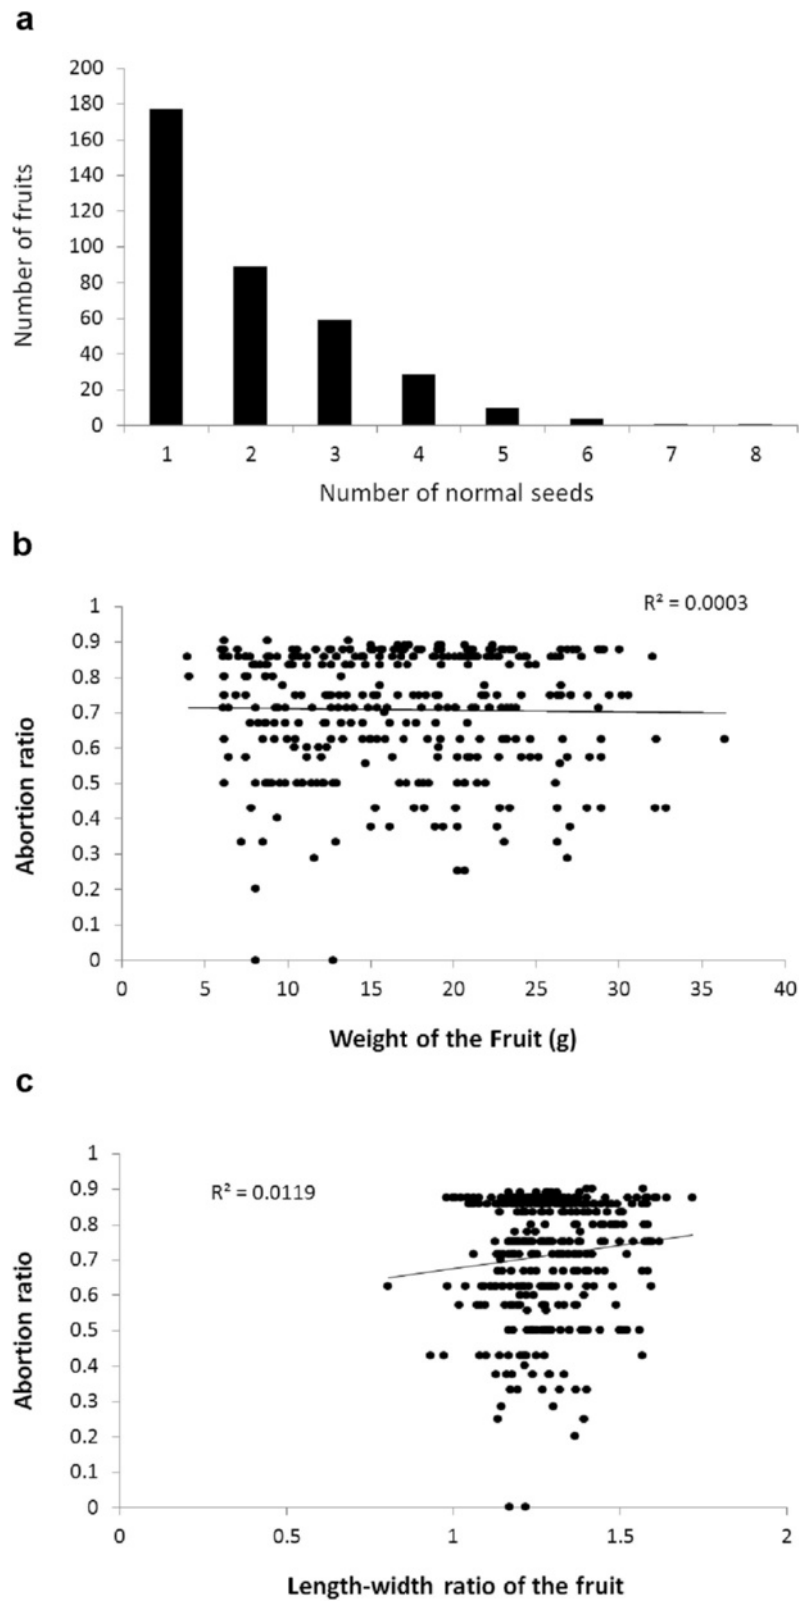 a
200
180
160
140
120
100
80
60
40
20
0
Number of fruits
1 2 3 4 5 6 7 8
Number of normal seeds
b
R² = 0.0003
1
0.9
0.8
0.7
0.6
0.5
0.4
0.3
0.2
0.1
0
Abortion ratio
0 5 10 15 20 25 30 35 40
Weight of the Fruit (g)
c
R² = 0.0119
1
0.9
0.8
0.7
0.6
0.5
0.4
0.3
0.2
0.1
0
Abortion ratio
0 0.5 1 1.5 2
Length-width ratio of the fruit